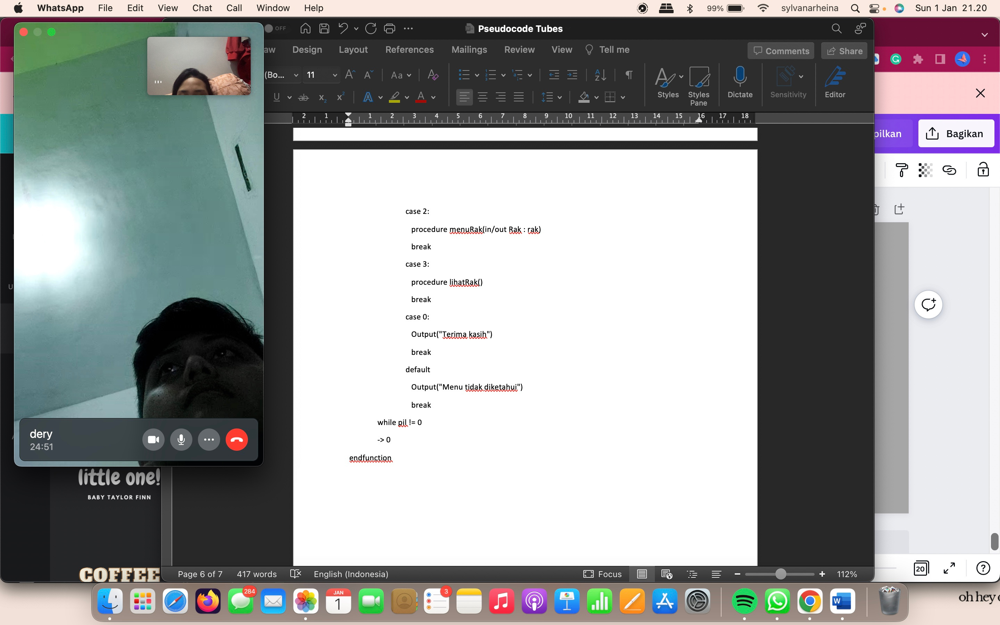 WhatsApp File Edit View Chat Call Window Help 99% sylvanarheina Sun 1 Jan 21.20
OFF Pseudocode Tubes
aw Design Layout References Mailings Review View Tell me Comments Share
(Bo... 11 Aa
Styles Styles Pane Dictate Sensitivity Editor
2 1 1 2 3 4 5 6 7 8 9 10 11 12 13 14 15 16 17 18
pilkan Bagikan
case 2:
procedure menuRak(in/out Rak : rak)
break
case 3:
procedure lihatRak()
break
case 0:
Output("Terima kasih")
break
default
Output("Menu tidak diketahui")
break
while pil != 0
-> 0
endfunction
dery
24:51
little one!
BABY TAYLOR FINN
COFFEE
Page 6 of 7 417 words English (Indonesia) Focus 112%
20
284
JAN
1
3
W
oh hey